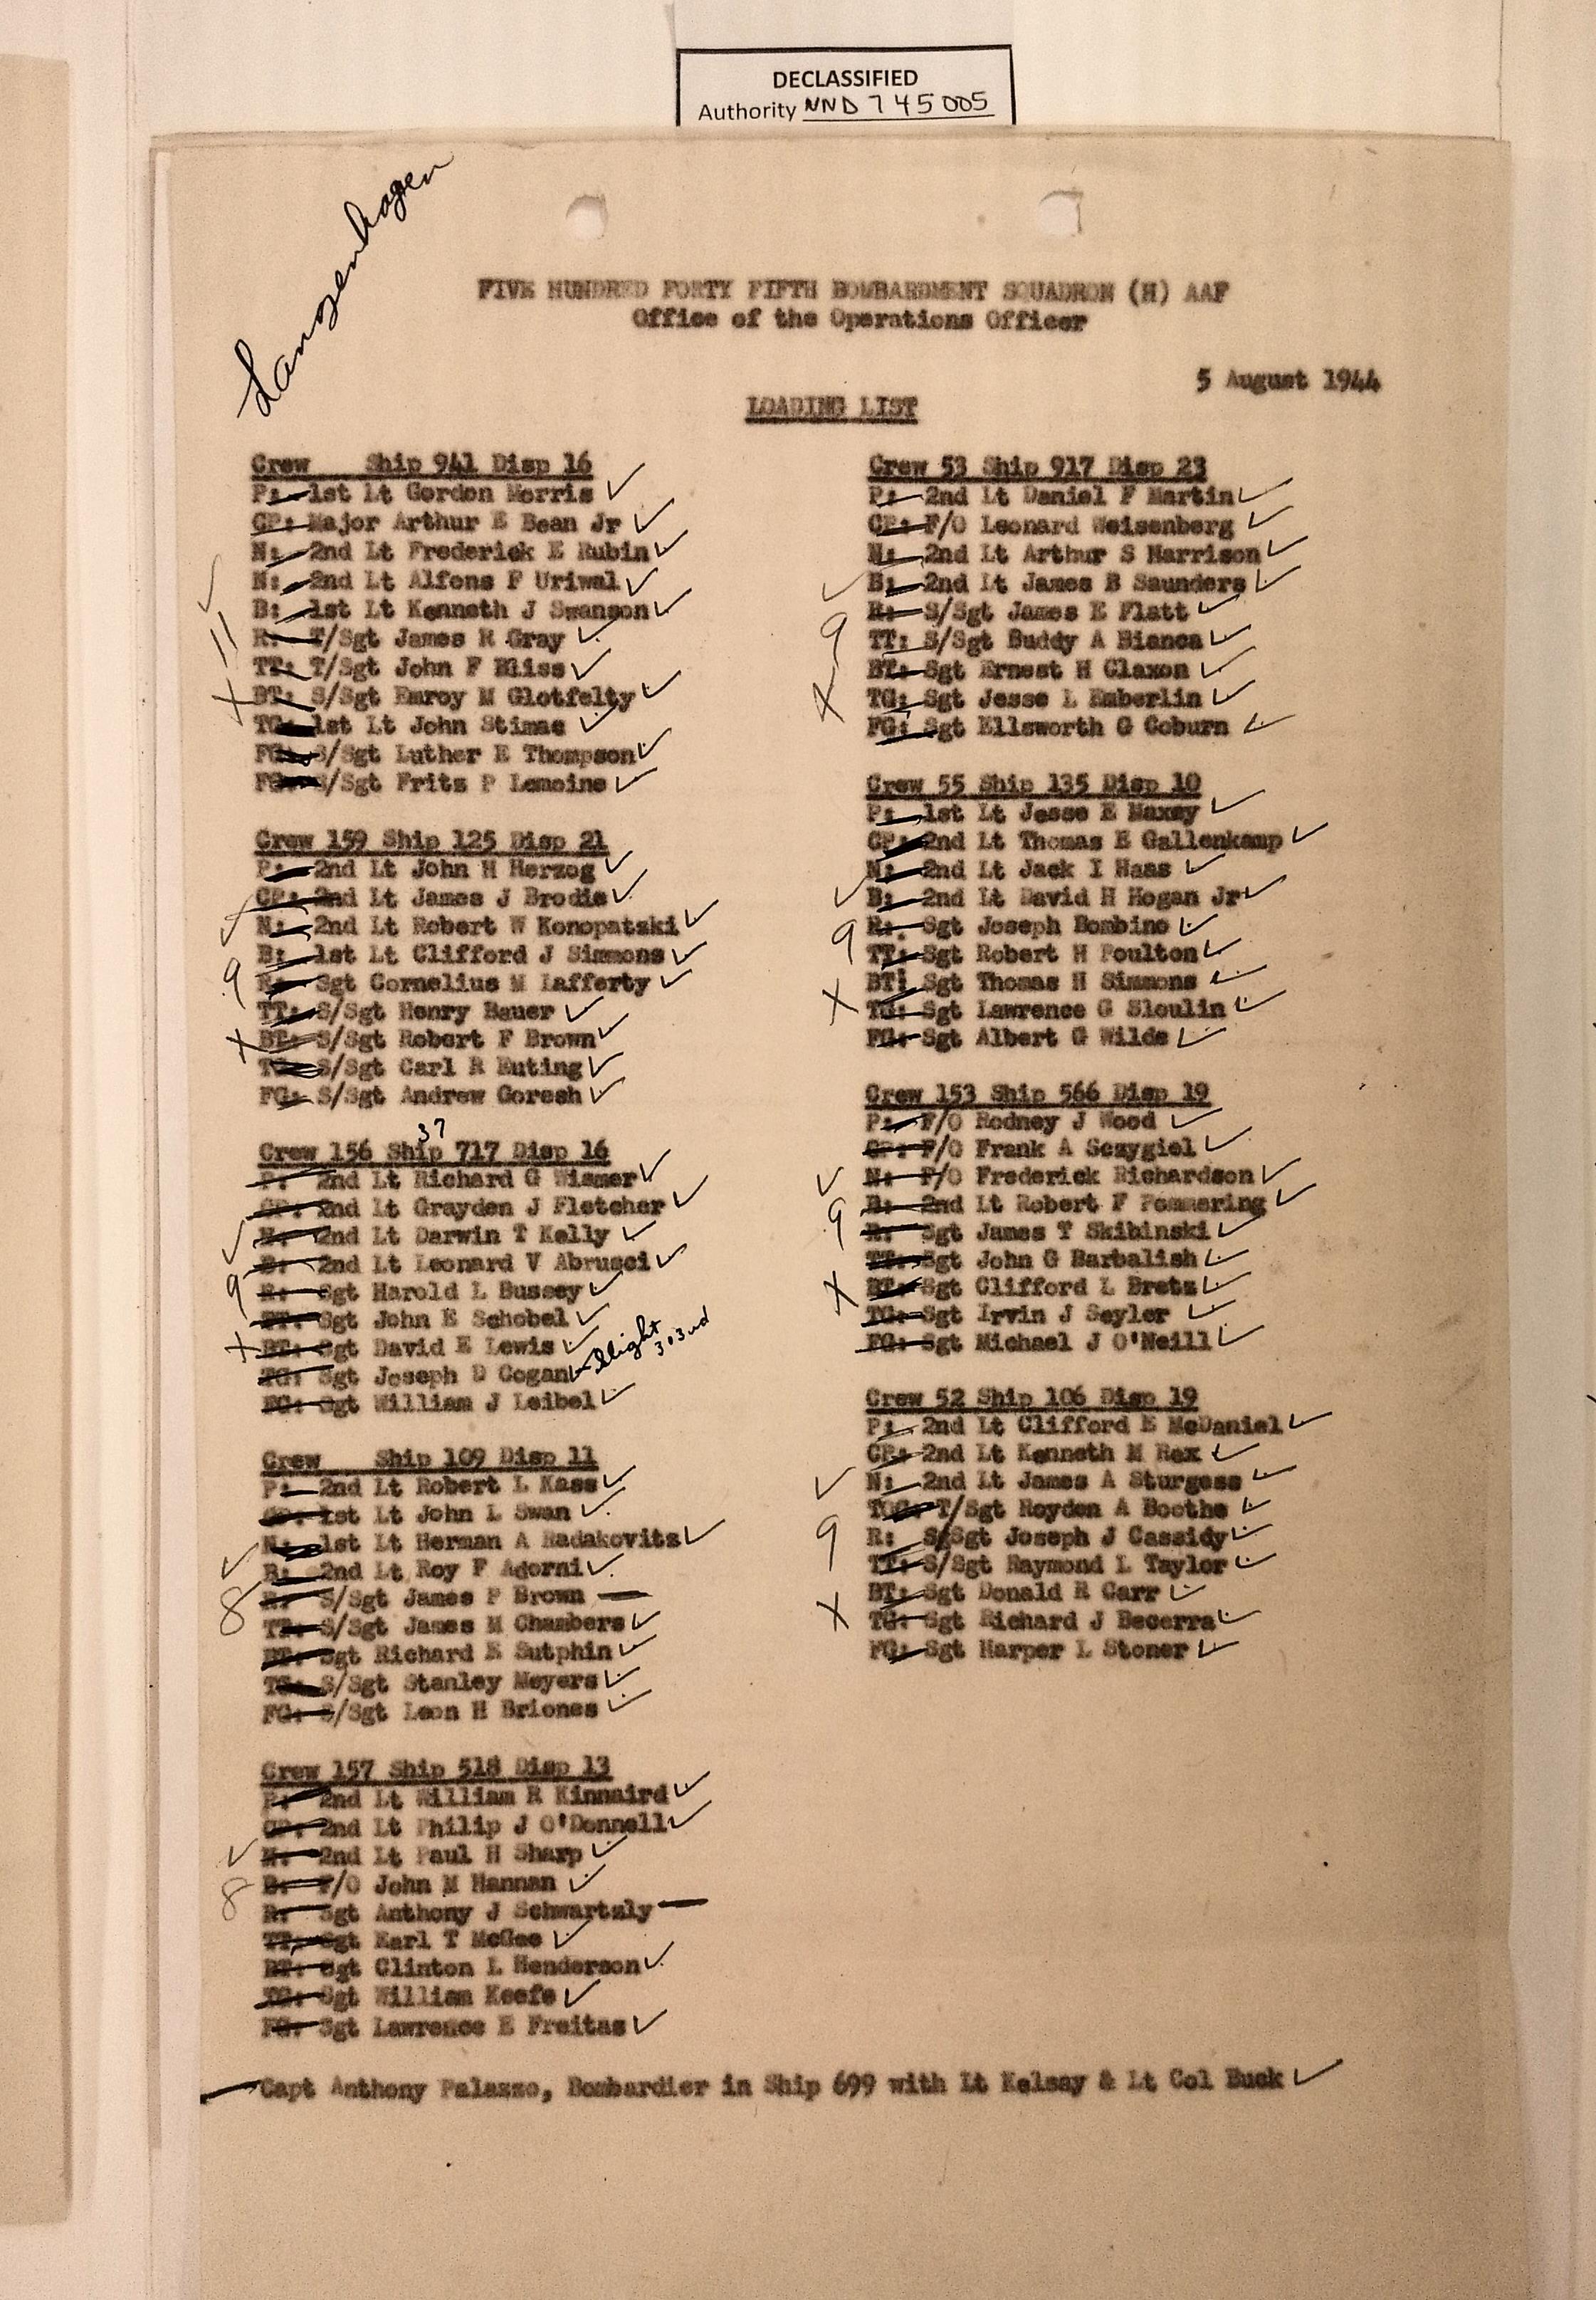 DECLASSIFIED
Authority NND 745005
Langenhagen
FIVE HUNDRED FORTY FIFTH BOMBARDMENT SQUADRON (H) AAF
Office of the Operations Officer
5 August 1944
LOADING LIST
Crew Ship 941 Disp 16
P: 1st Lt Gordon Morris
CP: Major Arthur E Bean Jr
N: 2nd Lt Frederick E Rubin
N: 2nd Lt Alfons F Uriwal
B: 1st Lt Kenneth J Swanson
R: T/Sgt James R Gray
11
TT: T/Sgt John F Bliss
X BT: S/Sgt Emroy M Glotfelty
TG: 1st Lt John Stimac
FG: S/Sgt Luther E Thompson
FG: S/Sgt Fritz P Lemoine
Crew 159 Ship 125 Disp 21
P: 2nd Lt John H Herzog
CP: 2nd Lt James J Brodie
N: 2nd Lt Robert W Konopatzki
B: 1st Lt Clifford J Simmons
9 R: Sgt Cornelius M Lafferty
TT: S/Sgt Henry Bauer
X BT: S/Sgt Robert F Brown
TG: S/Sgt Carl R Euting
FG: S/Sgt Andrew Goresh
37
Crew 156 Ship 717 Disp 16
P: 2nd Lt Richard G Wismer
CP: 2nd Lt Grayden J Fletcher
N: 2nd Lt Darwin T Kelly
B: 2nd Lt Leonard V Abrusci
9 R: Sgt Harold L Bussey
TT: Sgt John E Schobel
X BT: Sgt David E Lewis
TG: Sgt Joseph D Cogan 303rd
FG: Sgt William J Leibel
Crew Ship 109 Disp 11
P: 2nd Lt Robert L Kass
CP: 1st Lt John L Swan
N: 1st Lt Herman A Radakovitz
B: 2nd Lt Roy F Adorni
8 R: S/Sgt James P Brown
TT: S/Sgt James M Chambers
BT: Sgt Richard E Sutphin
TG: S/Sgt Stanley Meyers
FG: S/Sgt Leon H Briones
Crew 157 Ship 518 Disp 13
P: 2nd Lt William R Kinnaird
CP: 2nd Lt Philip J O'Donnell
N: 2nd Lt Paul H Sharp
8 B: F/O John M Hannan
R: Sgt Anthony J Schwartzly
TT: Sgt Earl T McGee
BT: Sgt Clinton L Henderson
TG: Sgt William Keefe
FG: Sgt Lawrence E Freitas
Crew 53 Ship 917 Disp 23
P: 2nd Lt Daniel F Martin
CP: F/O Leonard Weisenberg
N: 2nd Lt Arthur S Harrison
B: 2nd Lt James B Saunders
R: S/Sgt James E Flatt
9 TT: S/Sgt Buddy A Bianca
BT: Sgt Ernest H Claxon
X TG: Sgt Jesse L Emberlin
FG: Sgt Ellsworth G Coburn
Crew 55 Ship 135 Disp 10
P: 1st Lt Jesse E Maxey
CP: 2nd Lt Thomas E Gallenkamp
N: 2nd Lt Jack I Haas
B: 2nd Lt David H Hogan Jr
9 R: Sgt Joseph Bombino
TT: Sgt Robert H Poulton
BT: Sgt Thomas H Simmons
X TG: Sgt Lawrence G Sloulin
FG: Sgt Albert G Wilde
Crew 153 Ship 566 Disp 19
P: F/O Rodney J Wood
CP: F/O Frank A Sczygiel
N: F/O Frederick Richardson
9 B: 2nd Lt Robert F Pommering
R: Sgt James T Skibinski
TT: Sgt John G Barbalish
X BT: Sgt Clifford L Bretz
TG: Sgt Irvin J Seyler
FG: Sgt Michael J O'Neill
Crew 52 Ship 106 Disp 19
P: 2nd Lt Clifford E McDaniel
CP: 2nd Lt Kenneth M Rex
N: 2nd Lt James A Sturgess
TOG: T/Sgt Royden A Boothe
9 R: S/Sgt Joseph J Cassidy
TT: S/Sgt Raymond L Taylor
BT: Sgt Donald R Carr
X TG: Sgt Richard J Becerra
FG: Sgt Harper L Stoner
Capt Anthony Palazzo, Bombardier in Ship 699 with Lt Kelsay & Lt Col Buck